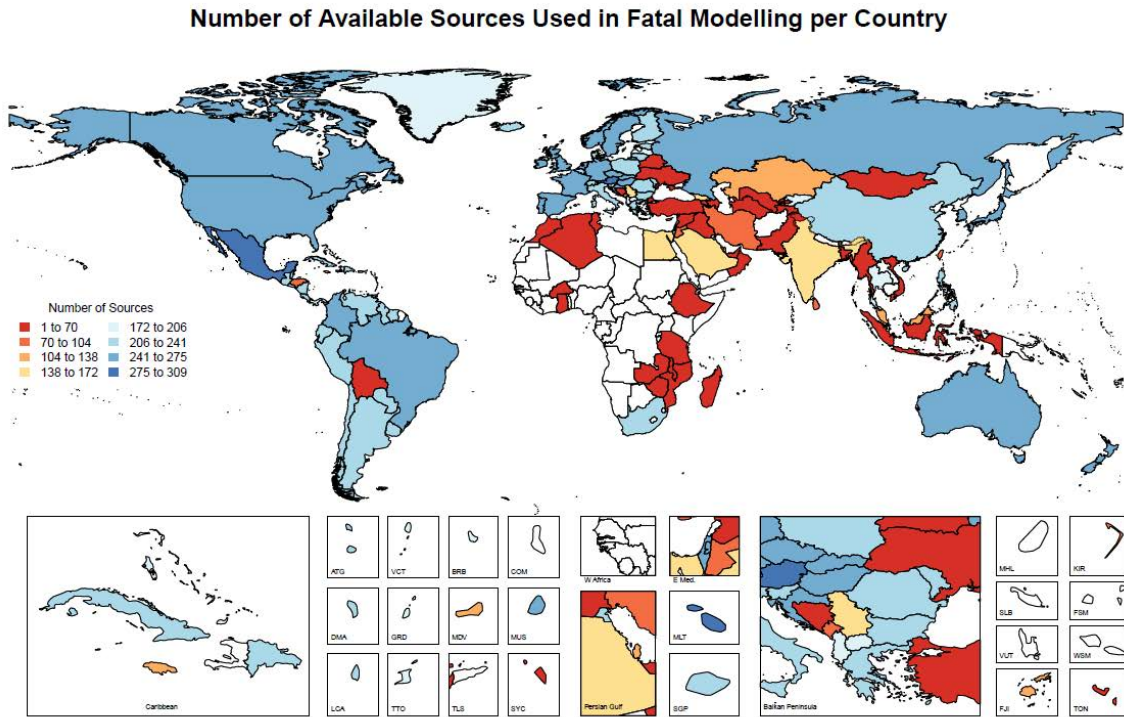 Number of Available Sources Used in Fatal Modelling per Country
Number of Sources
1 to 70
70 to 104
104 to 138
138 to 172
172 to 206
206 to 241
241 to 275
275 to 309
Caribbean
ATG
VCT
BRB
COM
DMA
GRD
MDV
MUS
LCA
TTO
TLS
SYC
W Africa
E Med.
Persian Gulf
MLT
SGP
Balkan Peninsula
MHL
KIR
SLB
FSM
VUT
WSM
FJI
TON